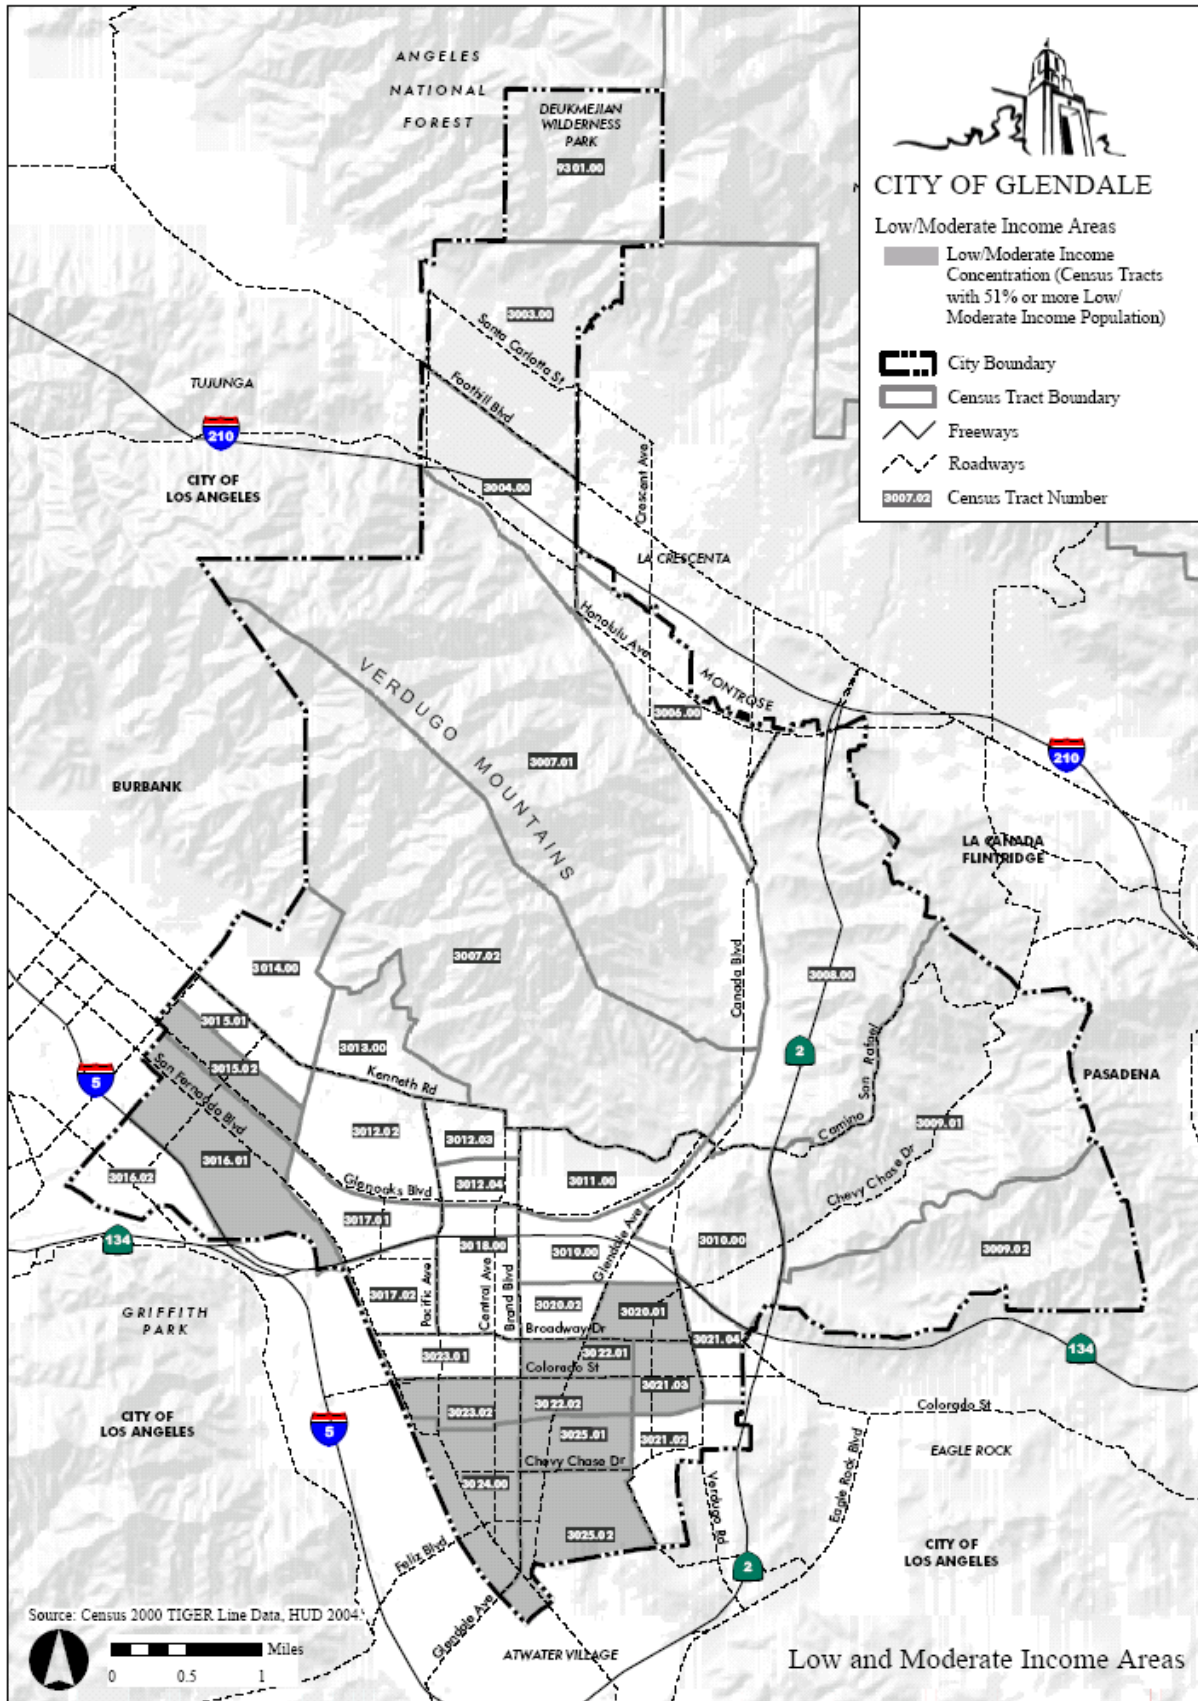 ANGELES
NATIONAL
FOREST
DEUKMEJIAN
WILDERNESS
PARK
9301.00
CITY OF GLENDALE
Low/Moderate Income Areas
Low/Moderate Income
Concentration (Census Tracts
with 51% or more Low/
Moderate Income Population)
City Boundary
Census Tract Boundary
Freeways
Roadways
3007.02 Census Tract Number
3003.00
Santa Carlotta St
Foothill Blvd
TUJUNGA
210
CITY OF
LOS ANGELES
3004.00
Crescent Ave
LA CRESCENTA
Honolulu Ave
VERDUGO MOUNTAINS
MONTROSE
3006.00
3007.01
210
BURBANK
LA CANADA
FLINTRIDGE
3014.00
3007.02
Canada Blvd
3008.00
3015.01
3013.00
2
Camino San Rafael
3015.02
Kenneth Rd
5
San Fernando Blvd
PASADENA
3009.01
3012.02
3012.03
3016.01
3016.02
Glenoaks Blvd
3012.04
3011.00
Chevy Chase Dr
3017.01
134
3018.00
3019.00
Glendale Ave
3010.00
3009.02
GRIFFITH
PARK
3017.02
Pacific Ave
Central Ave
Brand Blvd
3020.02
3020.01
Broadway Dr
3021.04
134
3023.01
3022.01
Colorado St
3021.03
3022.02
3023.02
Colorado St
CITY OF
LOS ANGELES
5
3025.01
3021.02
EAGLE ROCK
Chevy Chase Dr
3024.00
Verdugo Rd
Eagle Rock Blvd
3025.02
Feliz Blvd
CITY OF
LOS ANGELES
2
Glendale Ave
Source: Census 2000 TIGER Line Data, HUD 2004.
Miles
0 0.5 1
ATWATER VILLAGE
Low and Moderate Income Areas